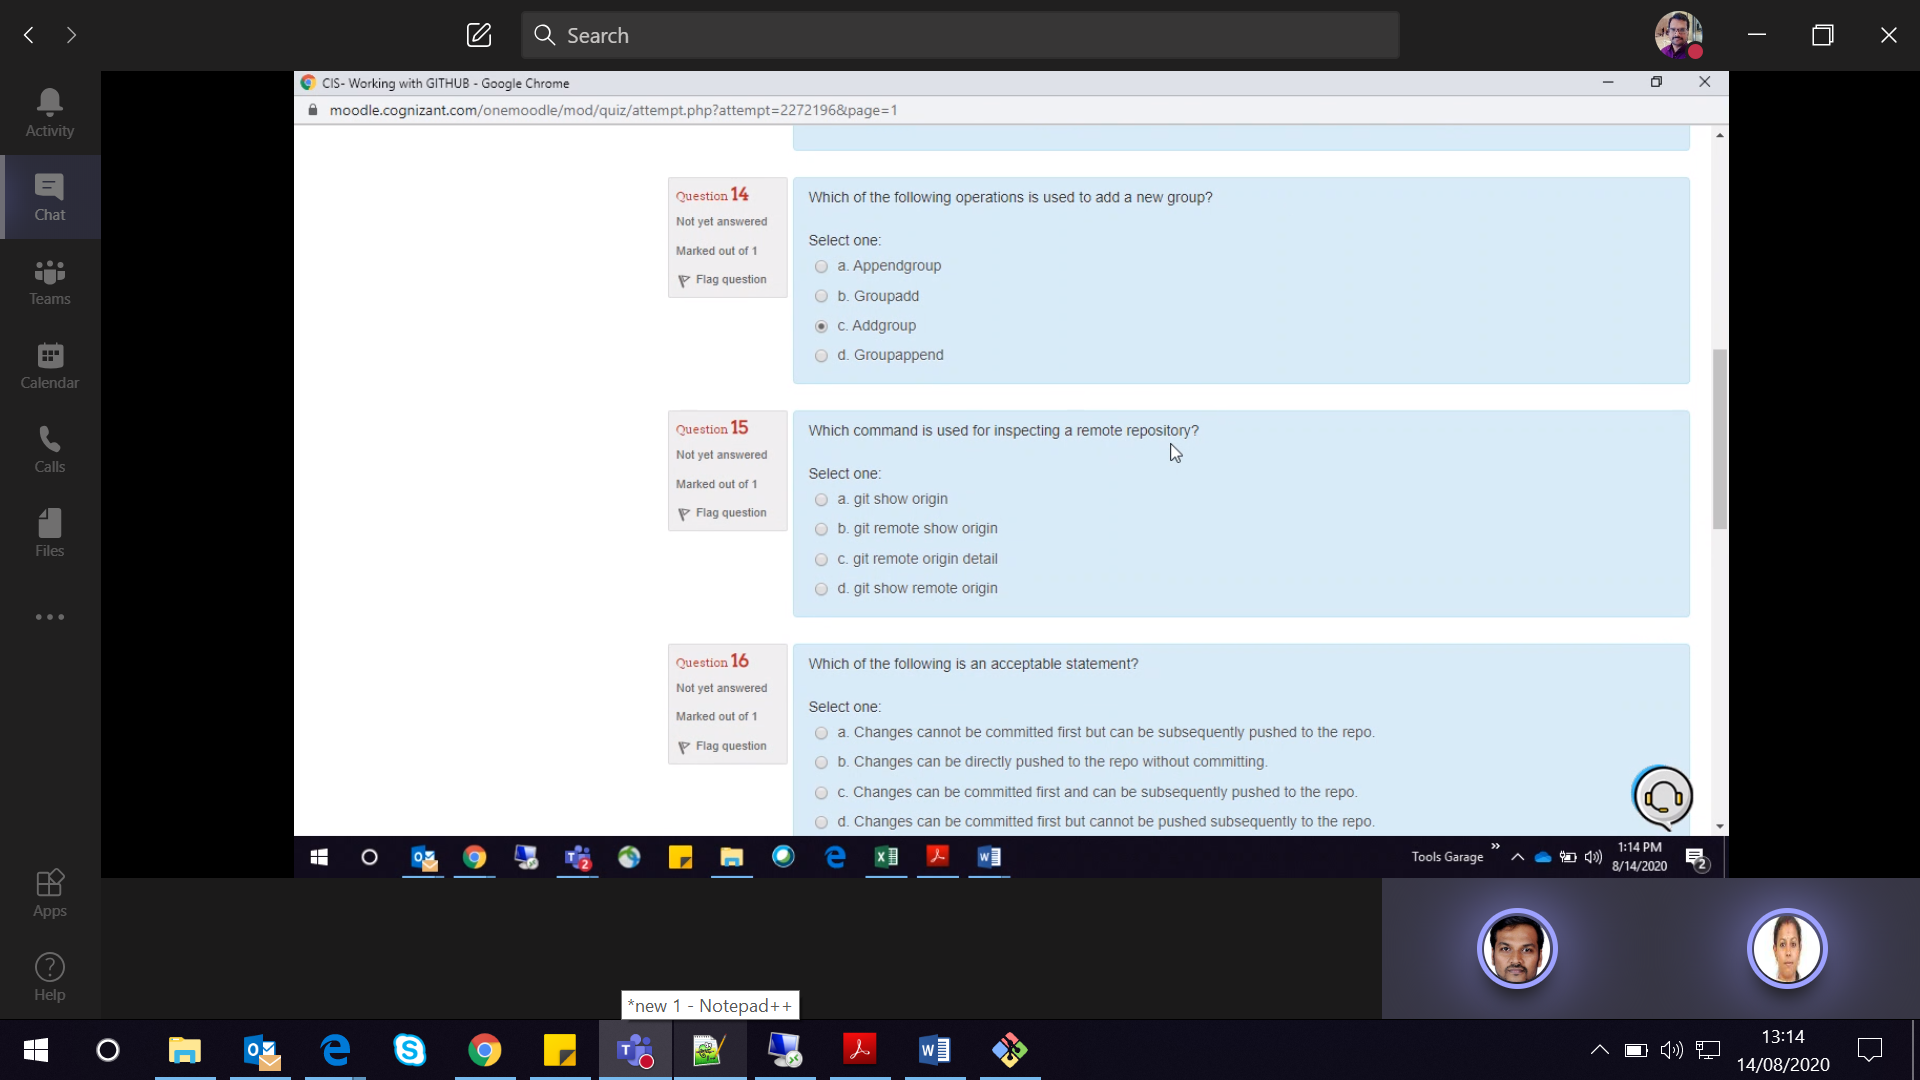 Search
Activity
Chat
Teams
Calendar
Calls
Files
Apps
Help
CIS- Working with GITHUB - Google Chrome
moodle.cognizant.com/onemoodle/mod/quiz/attempt.php?attempt=2272196&page=1
Question 14
Not yet answered
Marked out of 1
Flag question
Which of the following operations is used to add a new group?
Select one:
a. Appendgroup
b. Groupadd
c. Addgroup
d. Groupappend
Question 15
Not yet answered
Marked out of 1
Flag question
Which command is used for inspecting a remote repository?
Select one:
a. git show origin
b. git remote show origin
c. git remote origin detail
d. git show remote origin
Question 16
Not yet answered
Marked out of 1
Flag question
Which of the following is an acceptable statement?
Select one:
a. Changes cannot be committed first but can be subsequently pushed to the repo.
b. Changes can be directly pushed to the repo without committing.
c. Changes can be committed first and can be subsequently pushed to the repo.
d. Changes can be committed first but cannot be pushed subsequently to the repo.
Tools Garage
1:14 PM
8/14/2020
2
*new 1 - Notepad++
13:14
14/08/2020